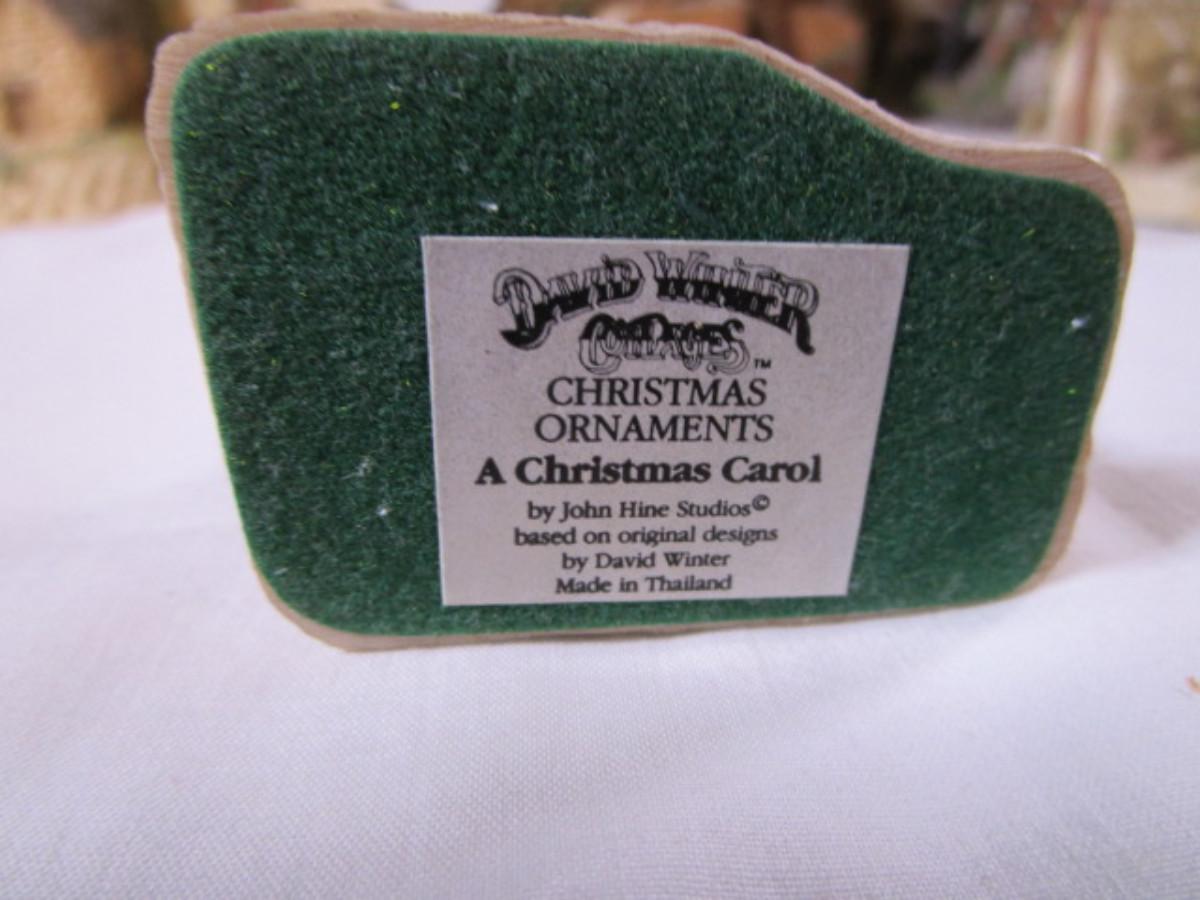 DAVID WINTER
COTTAGES™
CHRISTMAS
ORNAMENTS
A Christmas Carol
by John Hine Studios©
based on original designs
by David Winter
Made in Thailand